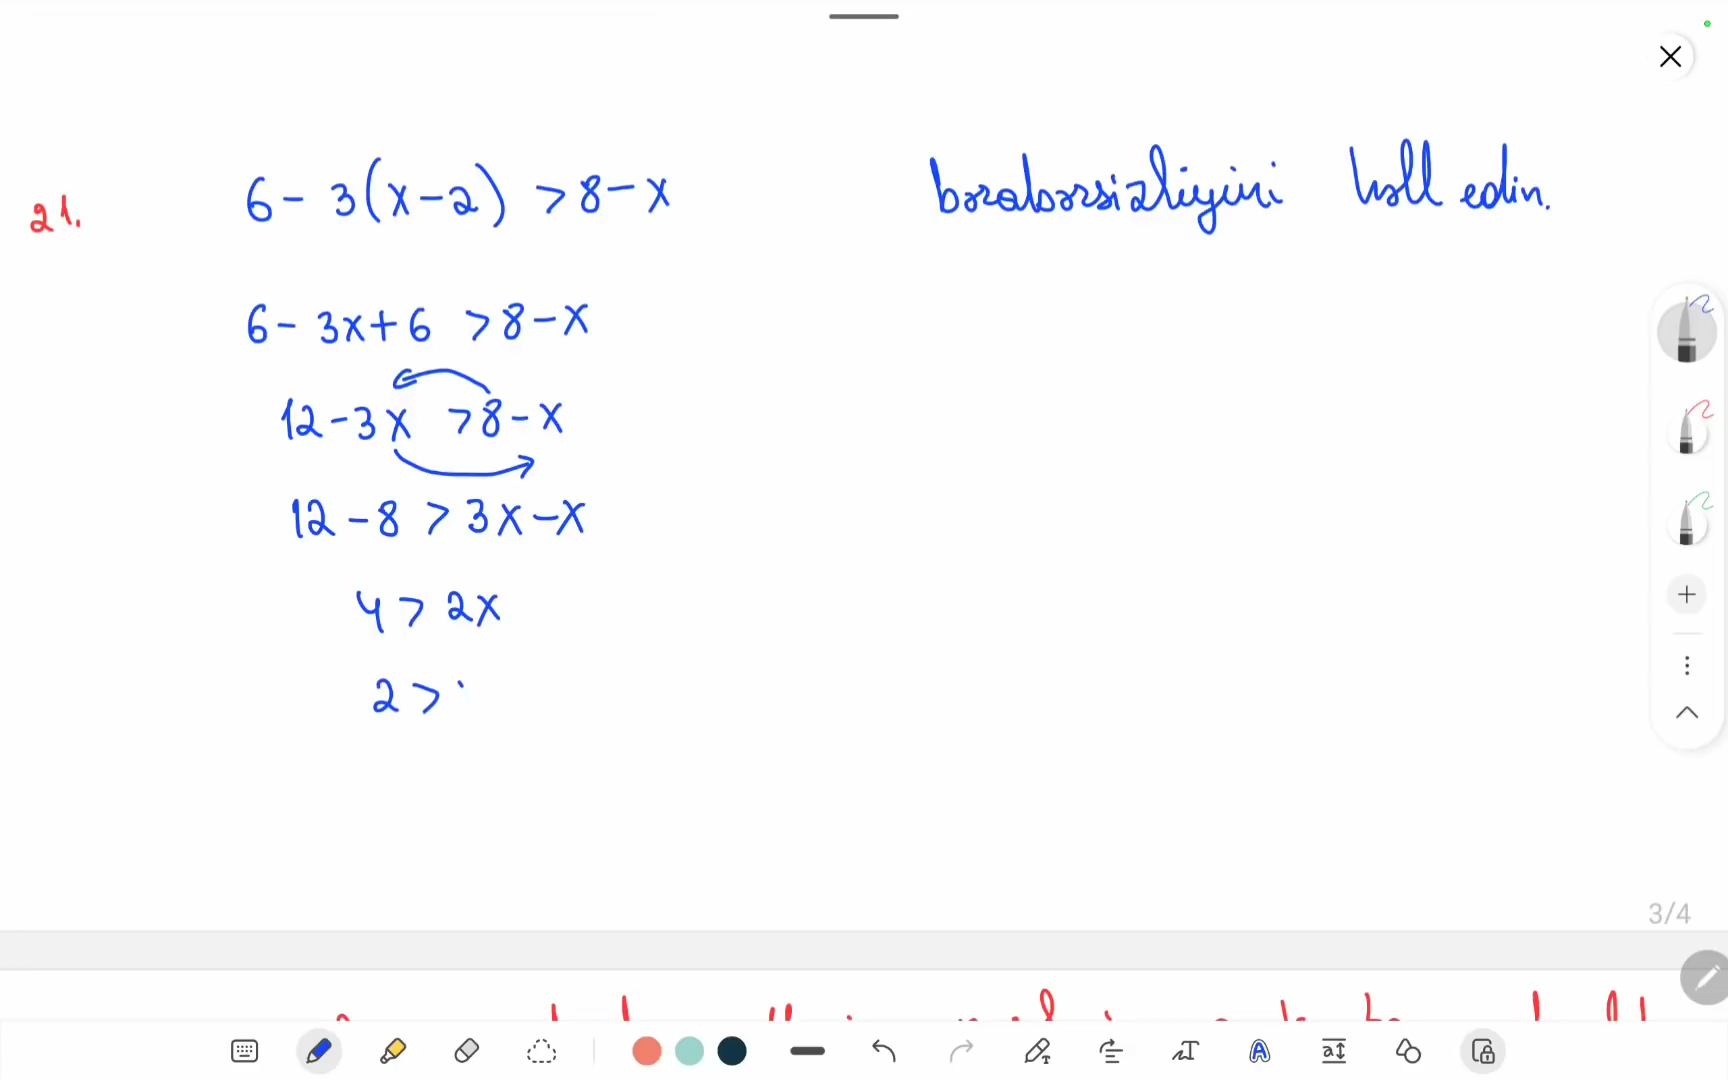 21. 6 - 3(x-2) > 8 - x bərabərsizliyini həll edin.
6 - 3x + 6 > 8 - x
12 - 3x > 8 - x
12 - 8 > 3x - x
4 > 2x
2 >
3/4